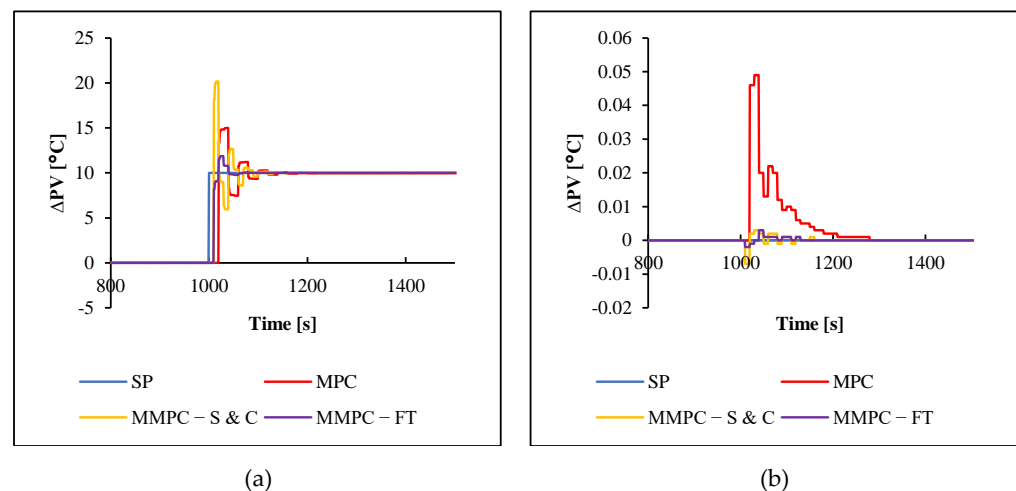 25
20
15
10
5
0
-5
800
1000
1200
1400
ΔPV [°C]
Time [s]
SP
MPC
MMPC − S & C
MMPC − FT
(a)
0.06
0.05
0.04
0.03
0.02
0.01
0
-0.01
-0.02
800
1000
1200
1400
ΔPV [°C]
Time [s]
SP
MPC
MMPC − S & C
MMPC − FT
(b)